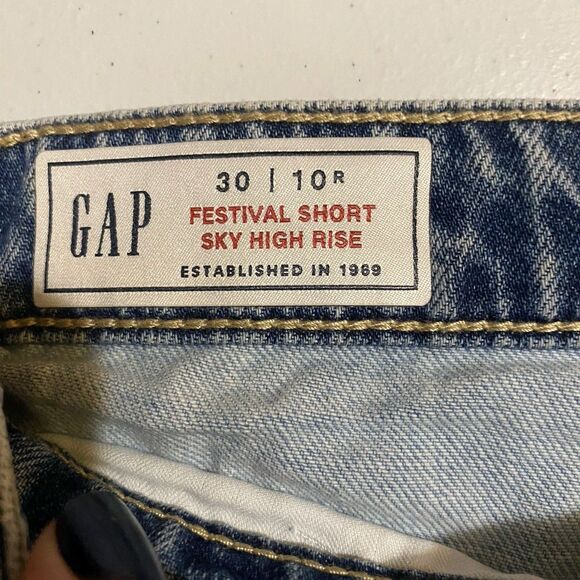 GAP
30 | 10R
FESTIVAL SHORT
SKY HIGH RISE
ESTABLISHED IN 1969